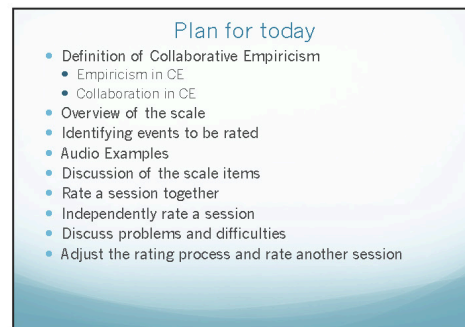 Plan for today
Definition of Collaborative Empiricism
Empiricism in CE
Collaboration in CE
Overview of the scale
Identifying events to be rated
Audio Examples
Discussion of the scale items
Rate a session together
Independently rate a session
Discuss problems and difficulties
Adjust the rating process and rate another session